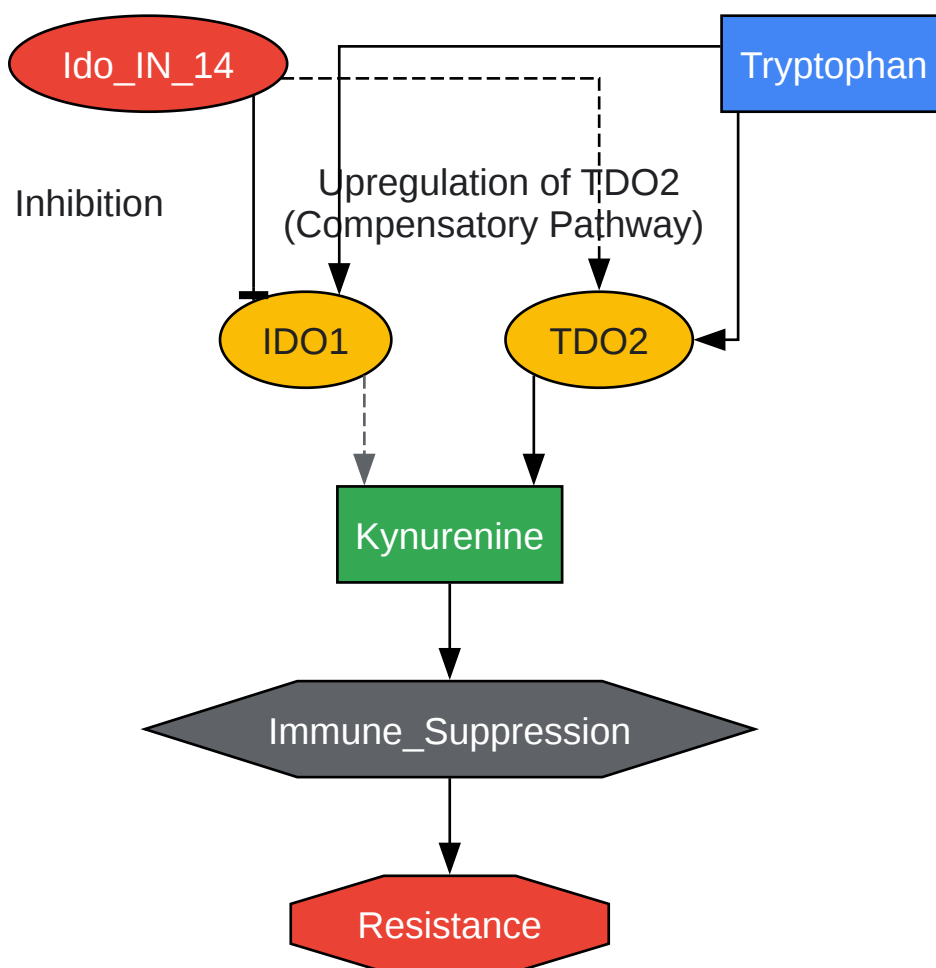 Ido_IN_14
Tryptophan
Inhibition
Upregulation of TDO2
(Compensatory Pathway)
IDO1
TDO2
Kynurenine
Immune_Suppression
Resistance